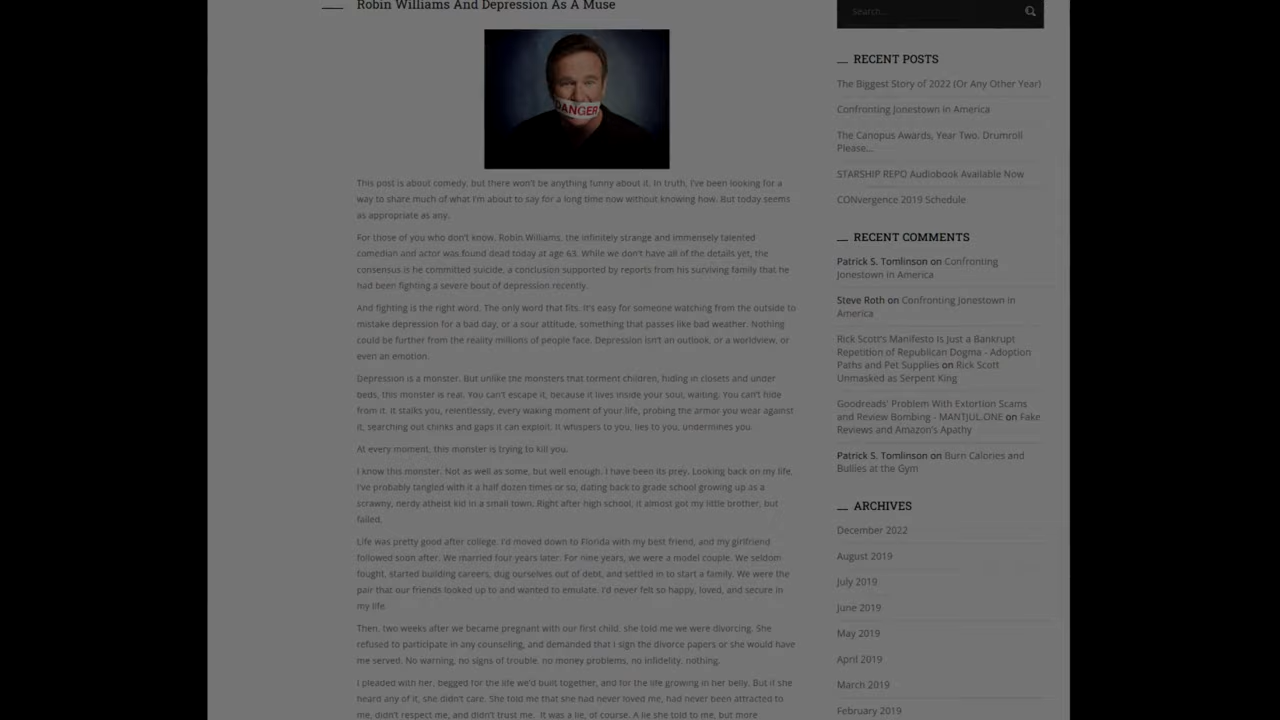 Robin Williams And Depression As A Muse
DANGER
This post is about comedy, but there won't be anything funny about it. In truth, I've been looking for a
way to share much of what I'm about to say for a long time now without knowing how. But today seems
as appropriate as any.
For those of you who don't know, Robin Williams, the infinitely strange and immensely talented
comedian and actor was found dead today at age 63. While we don't have all of the details yet, the
consensus is he committed suicide, a conclusion supported by reports from his surviving family that he
had been fighting a severe bout of depression recently.
And fighting is the right word. The only word that fits. It's easy for someone watching from the outside to
mistake depression for a bad day, or a sour attitude, something that passes like bad weather. Nothing
could be further from the reality millions of people face. Depression isn't an outlook, or a worldview, or
even an emotion.
Depression is a monster. But unlike the monsters that torment children, hiding in closets and under
beds, this monster is real. You can't escape it, because it lives inside your soul, waiting. You can't hide
from it. It stalks you, relentlessly, every waking moment of your life, probing the armor you wear against
it, searching out chinks and gaps it can exploit. It whispers to you, lies to you, undermines you.
At every moment, this monster is trying to kill you.
I know this monster. Not as well as some, but well enough. I have been its prey. Looking back on my life,
I've probably tangled with it a half dozen times or so, dating back to grade school growing up as a
scrawny, nerdy atheist kid in a small town. Right after high school, it almost got my little brother, but
failed.
Life was pretty good after college. I'd moved down to Florida with my best friend, and my girlfriend
followed soon after. We married four years later. For nine years, we were a model couple. We seldom
fought, started building careers, dug ourselves out of debt, and settled in to start a family. We were the
pair that our friends looked up to and wanted to emulate. I'd never felt so happy, loved, and secure in
my life.
Then, two weeks after we became pregnant with our first child, she told me we were divorcing. She
refused to participate in any counseling, and demanded that I sign the divorce papers or she would have
me served. No warning, no signs of trouble, no money problems, no infidelity, nothing.
I pleaded with her, begged for the life we'd built together, and for the life growing in her belly. But if she
heard any of it, she didn't care. She told me that she had never loved me, had never been attracted to
me, didn't respect me, and didn't trust me. It was a lie, of course. A lie she told to me, but more
Search...
RECENT POSTS
The Biggest Story of 2022 (Or Any Other Year)
Confronting Jonestown in America
The Canopus Awards, Year Two. Drumroll
Please...
STARSHIP REPO Audiobook Available Now
CONvergence 2019 Schedule
RECENT COMMENTS
Patrick S. Tomlinson on Confronting
Jonestown in America
Steve Roth on Confronting Jonestown in
America
Rick Scott's Manifesto Is Just a Bankrupt
Repetition of Republican Dogma - Adoption
Paths and Pet Supplies on Rick Scott
Unmasked as Serpent King
Goodreads' Problem With Extortion Scams
and Review Bombing - MANTJUL.ONE on Fake
Reviews and Amazon's Apathy
Patrick S. Tomlinson on Burn Calories and
Bullies at the Gym
ARCHIVES
December 2022
August 2019
July 2019
June 2019
May 2019
April 2019
March 2019
February 2019